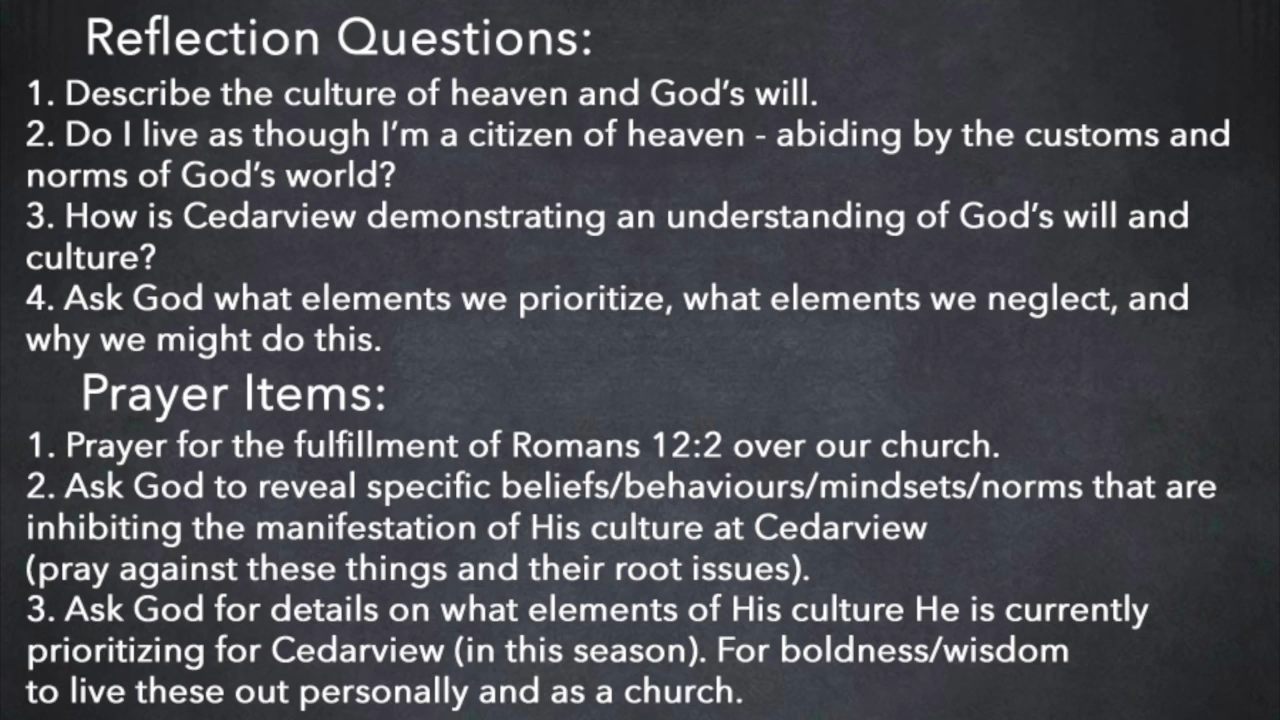 Reflection Questions:
1. Describe the culture of heaven and God's will.
2. Do I live as though I'm a citizen of heaven - abiding by the customs and
norms of God's world?
3. How is Cedarview demonstrating an understanding of God's will and
culture?
4. Ask God what elements we prioritize, what elements we neglect, and
why we might do this.
Prayer Items:
1. Prayer for the fulfillment of Romans 12:2 over our church.
2. Ask God to reveal specific beliefs/behaviours/mindsets/norms that are
inhibiting the manifestation of His culture at Cedarview
(pray against these things and their root issues).
3. Ask God for details on what elements of His culture He is currently
prioritizing for Cedarview (in this season). For boldness/wisdom
to live these out personally and as a church.